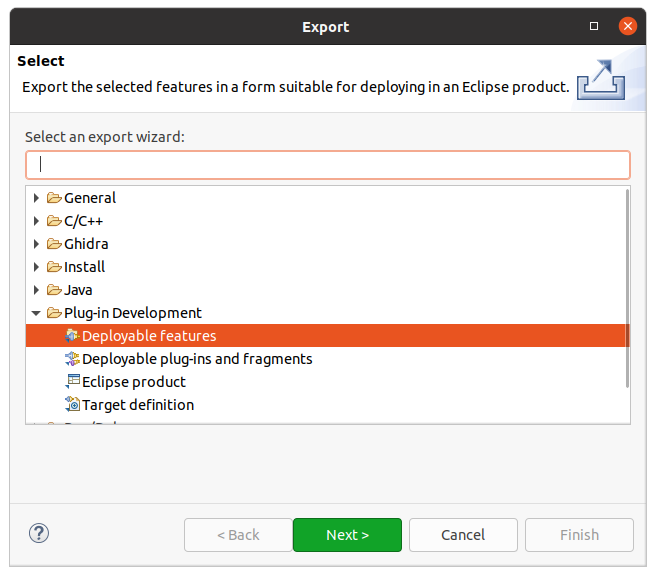 Export
Select
Export the selected features in a form suitable for deploying in an Eclipse product.
Select an export wizard:
General
C/C++
Ghidra
Install
Java
Plug-in Development
Deployable features
Deployable plug-ins and fragments
Eclipse product
Target definition
? < Back Next > Cancel Finish